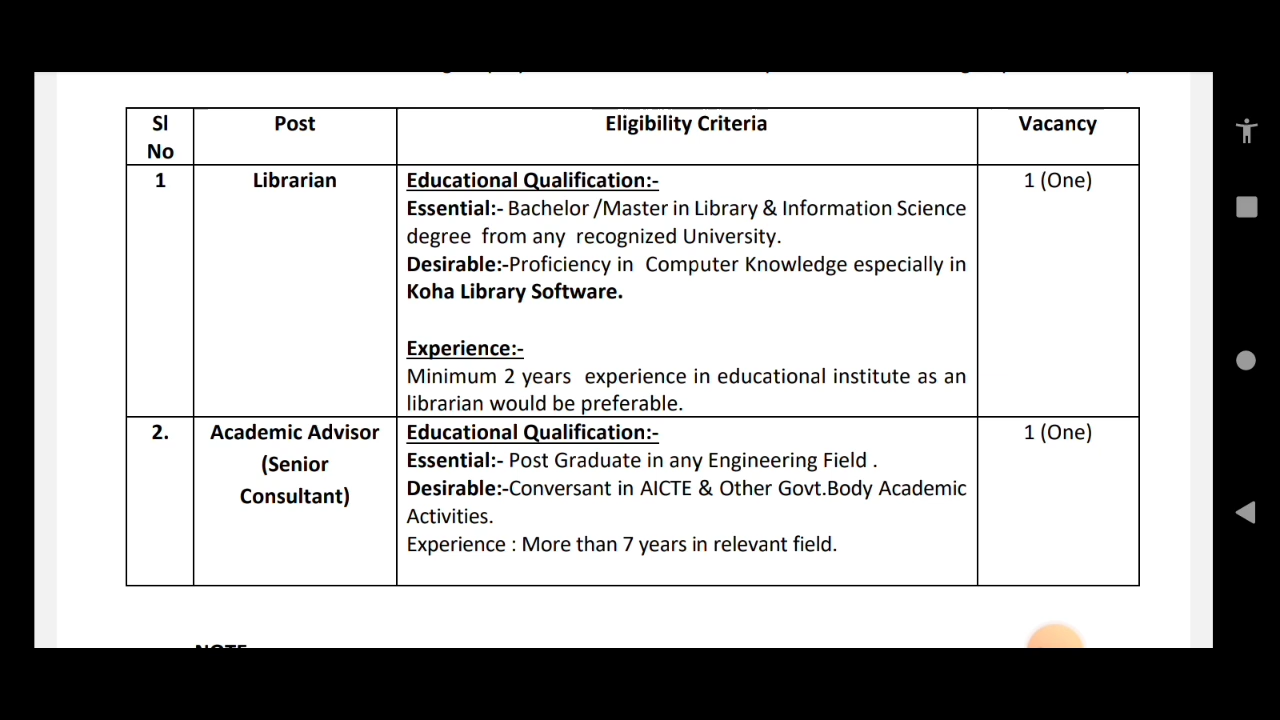 Sl No Post Eligibility Criteria Vacancy
1 Librarian Educational Qualification:- 1 (One)
Essential:- Bachelor /Master in Library & Information Science
degree from any recognized University.
Desirable:-Proficiency in Computer Knowledge especially in
Koha Library Software.
Experience:-
Minimum 2 years experience in educational institute as an
librarian would be preferable.
2. Academic Advisor (Senior Consultant) Educational Qualification:- 1 (One)
Essential:- Post Graduate in any Engineering Field .
Desirable:-Conversant in AICTE & Other Govt.Body Academic
Activities.
Experience : More than 7 years in relevant field.